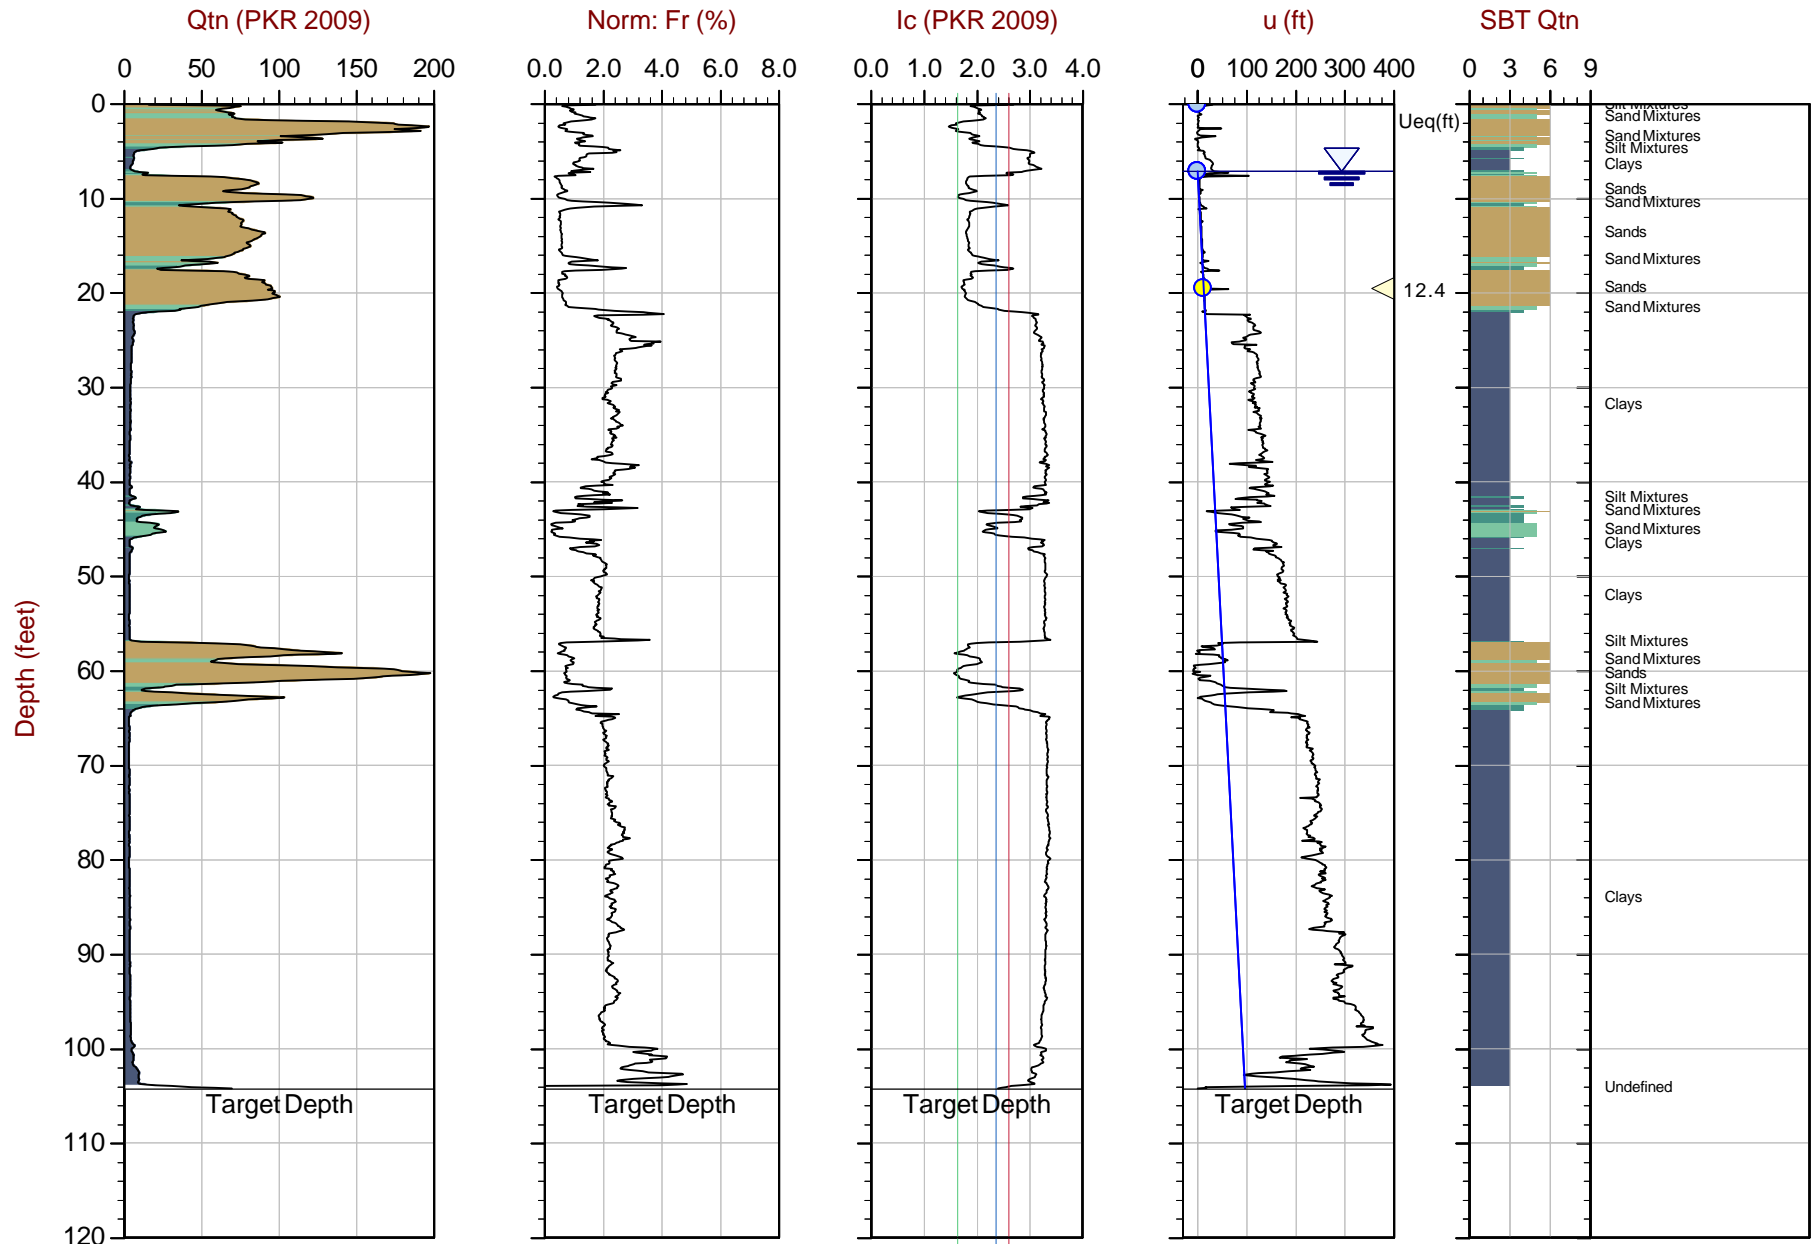 Qtn (PKR 2009) Norm: Fr (%) Ic (PKR 2009) u (ft) SBT Qtn
0 50 100 150 200 0.0 2.0 4.0 6.0 8.0 0.0 1.0 2.0 3.0 4.0 0 100 200 300 400 0 3 6 9
0
Silt Mixtures
Sand Mixtures
Ueq(ft)
Sand Mixtures
Silt Mixtures
Clays
Sands
10
Sand Mixtures
Sands
Sand Mixtures
Sands
12.4
20
Sand Mixtures
30
Clays
40
Silt Mixtures
Sand Mixtures
Sand Mixtures
Clays
50
Clays
Depth (feet)
Silt Mixtures
Sand Mixtures
60
Sands
Silt Mixtures
Sand Mixtures
70
80
Clays
90
100
Undefined
Target Depth Target Depth Target Depth Target Depth
110
120